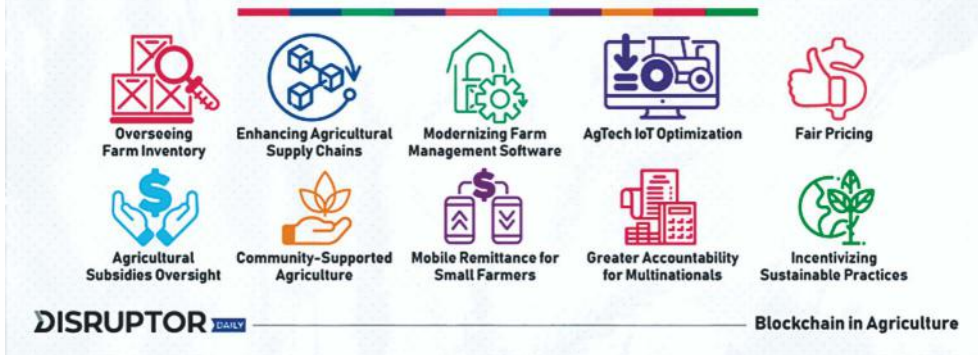 Overseeing
Farm Inventory
Enhancing Agricultural
Supply Chains
Modernizing Farm
Management Software
AgTech IoT Optimization
Fair Pricing
Agricultural
Subsidies Oversight
Community-Supported
Agriculture
Mobile Remittance for
Small Farmers
Greater Accountability
for Multinationals
Incentivizing
Sustainable Practices
DISRUPTOR DAILY
Blockchain in Agriculture